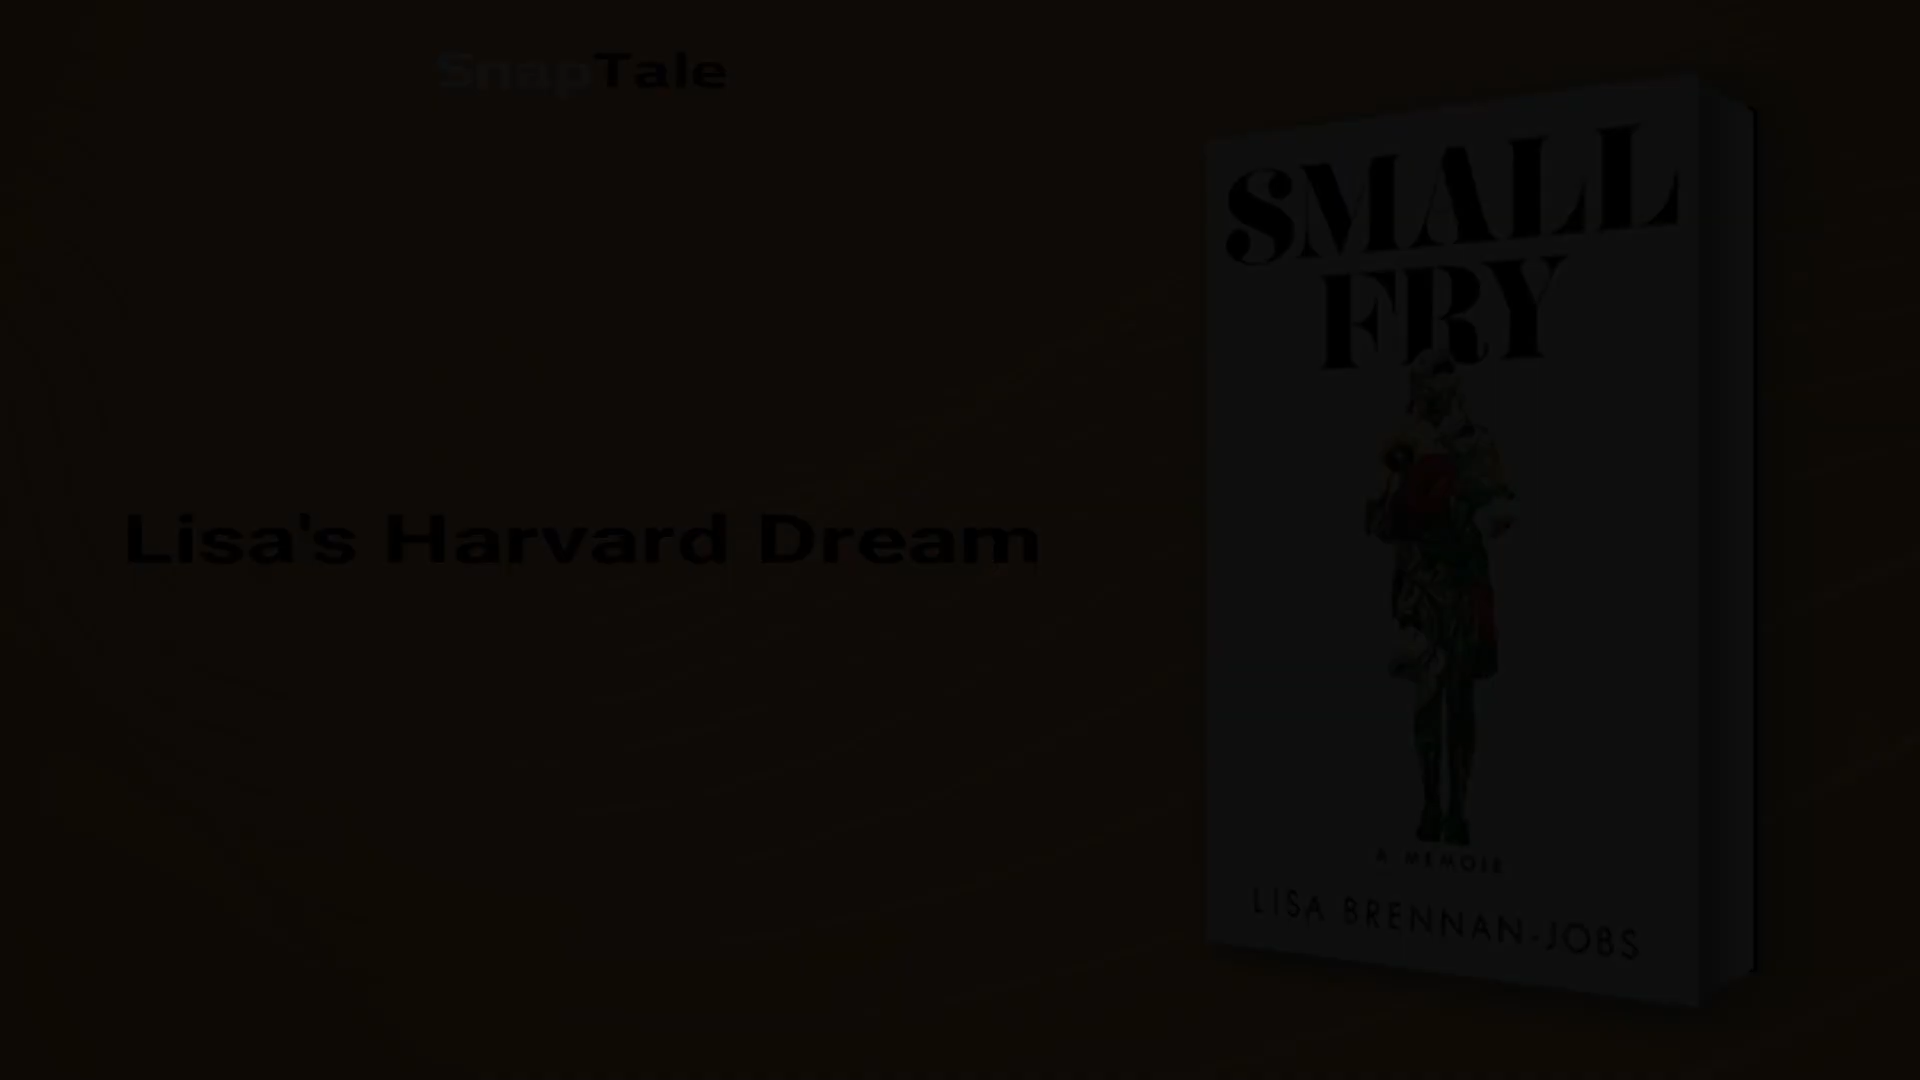 SnapTale
Lisa's Harvard Dream
SMALL
FRY
A MEMOIR
LISA BRENNAN-JOBS